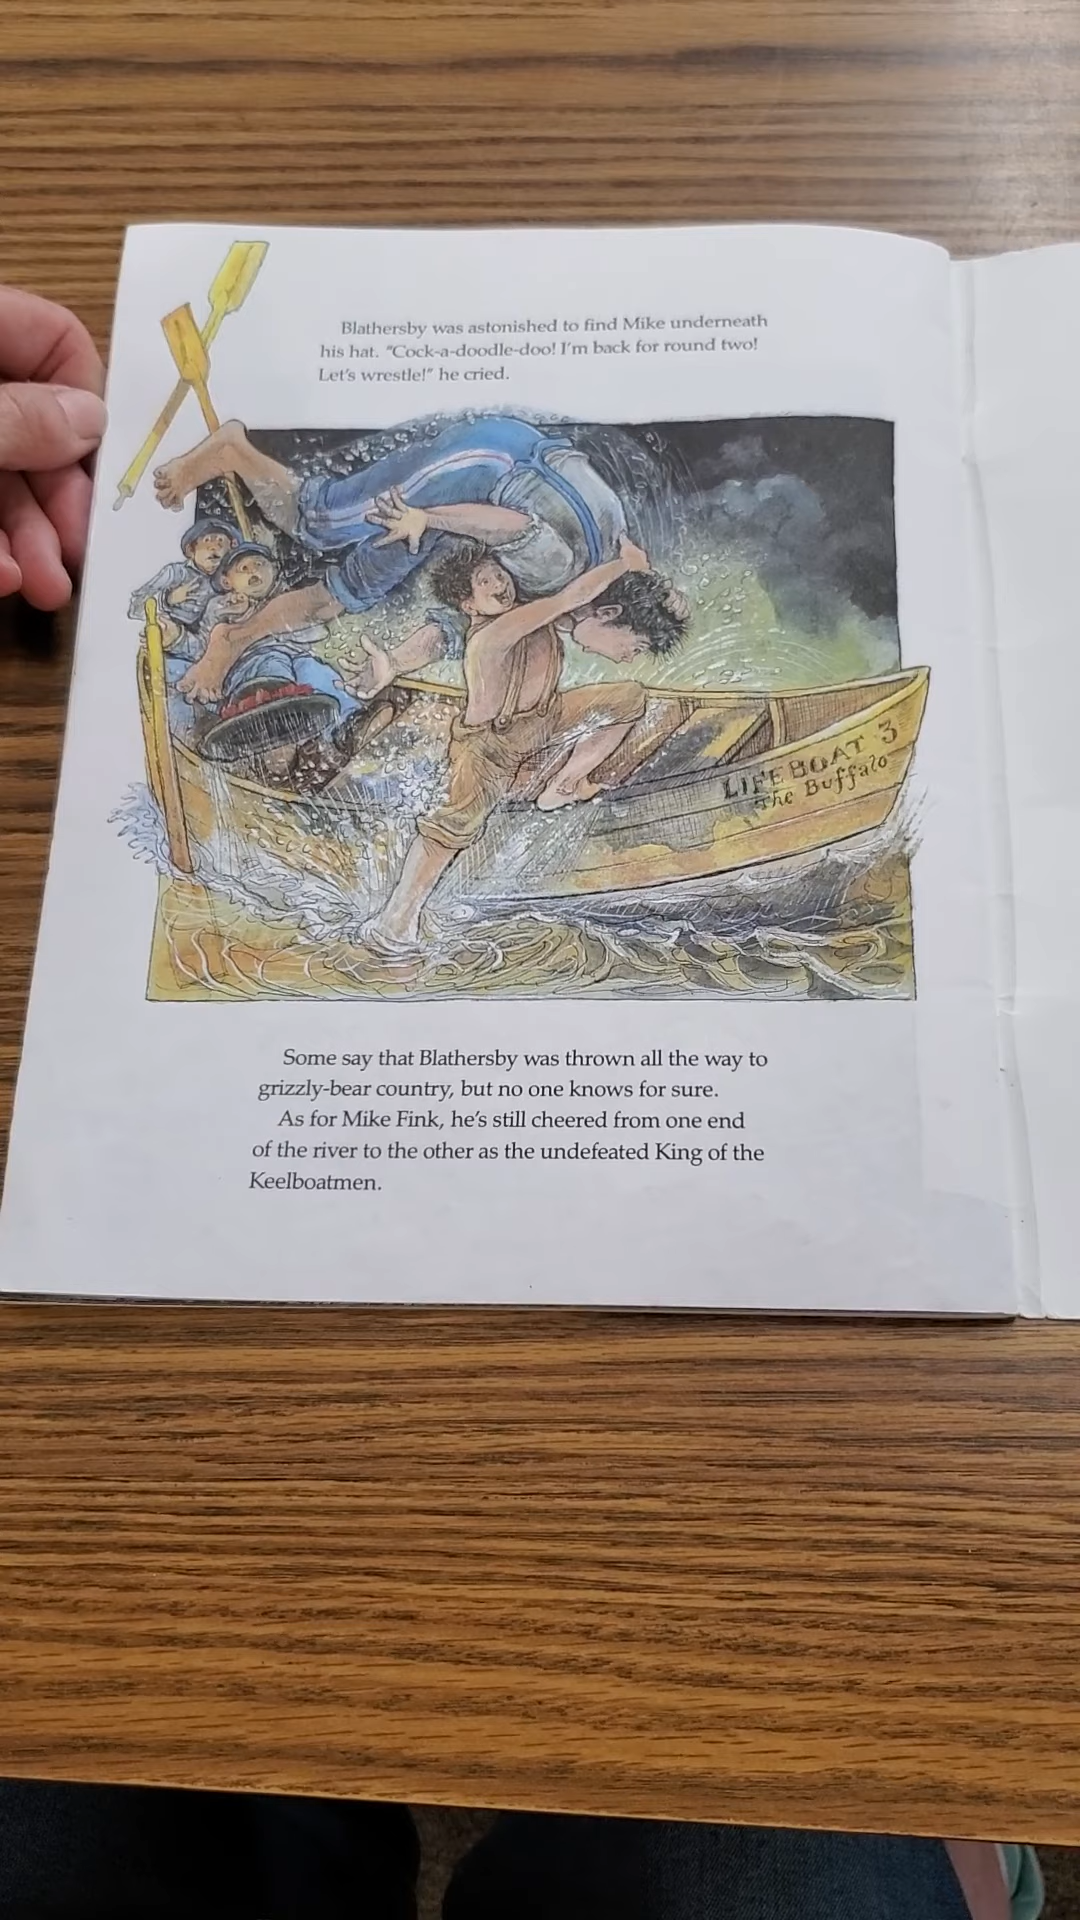 Blathersby was astonished to find Mike underneath
his hat. "Cock-a-doodle-doo! I'm back for round two!
Let's wrestle!" he cried.
LIFEBOAT 3
The Buffalo
Some say that Blathersby was thrown all the way to
grizzly-bear country, but no one knows for sure.
As for Mike Fink, he's still cheered from one end
of the river to the other as the undefeated King of the
Keelboatmen.